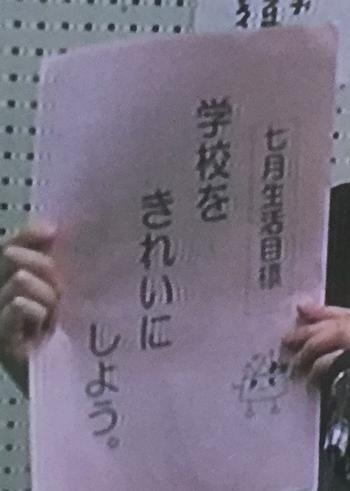 七月生活目標
学校を
きれいに
しよう。